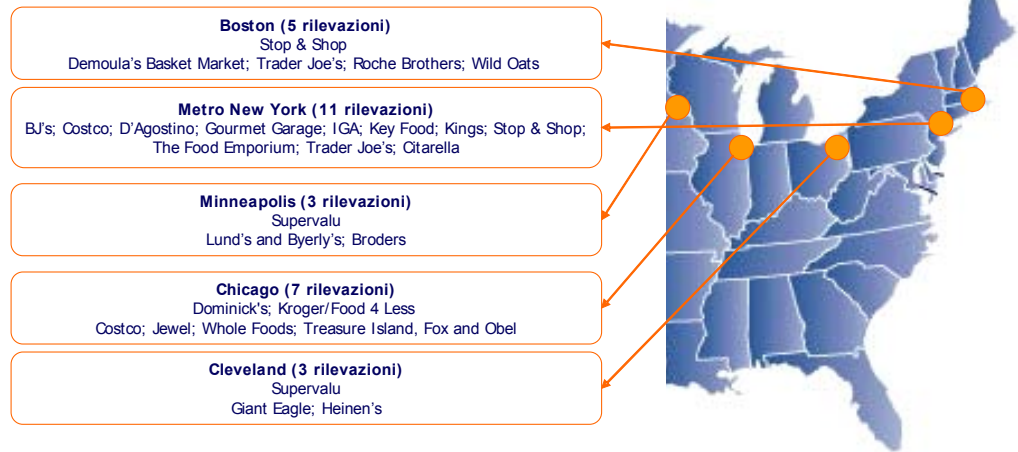 Boston (5 rilevazioni)
Stop & Shop
Demoula's Basket Market; Trader Joe's; Roche Brothers; Wild Oats
Metro New York (11 rilevazioni)
BJ's; Costco; D'Agostino; Gourmet Garage; IGA; Key Food; Kings; Stop & Shop;
The Food Emporium; Trader Joe's; Citarella
Minneapolis (3 rilevazioni)
Supervalu
Lund's and Byerly's; Broders
Chicago (7 rilevazioni)
Dominick's; Kroger/Food 4 Less
Costco; Jewel; Whole Foods; Treasure Island, Fox and Obel
Cleveland (3 rilevazioni)
Supervalu
Giant Eagle; Heinen's